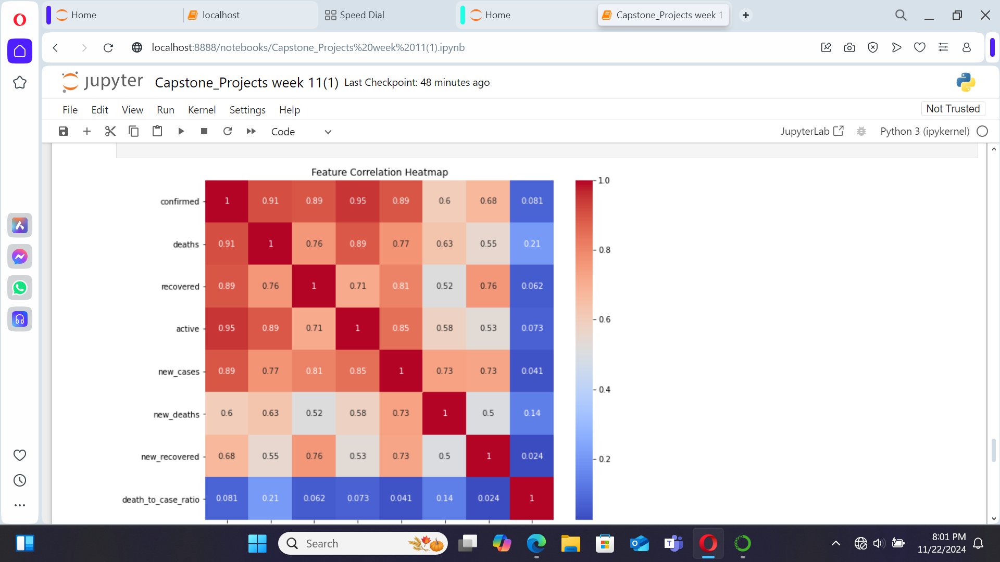 Home
localhost
Speed Dial
Home
Capstone_Projects week 1
localhost:8888/notebooks/Capstone_Projects%20week%2011(1).ipynb
jupyter Capstone_Projects week 11(1) Last Checkpoint: 48 minutes ago
File Edit View Run Kernel Settings Help
Not Trusted
Code
JupyterLab
Python 3 (ipykernel)
Feature Correlation Heatmap
confirmed 1 0.91 0.89 0.95 0.89 0.6 0.68 0.081
deaths 0.91 1 0.76 0.89 0.77 0.63 0.55 0.21
recovered 0.89 0.76 1 0.71 0.81 0.52 0.76 0.062
active 0.95 0.89 0.71 1 0.85 0.58 0.53 0.073
new_cases 0.89 0.77 0.81 0.85 1 0.73 0.73 0.041
new_deaths 0.6 0.63 0.52 0.58 0.73 1 0.5 0.14
new_recovered 0.68 0.55 0.76 0.53 0.73 0.5 1 0.024
death_to_case_ratio 0.081 0.21 0.062 0.073 0.041 0.14 0.024 1
1.0
0.8
0.6
0.4
0.2
Search
8:01 PM
11/22/2024